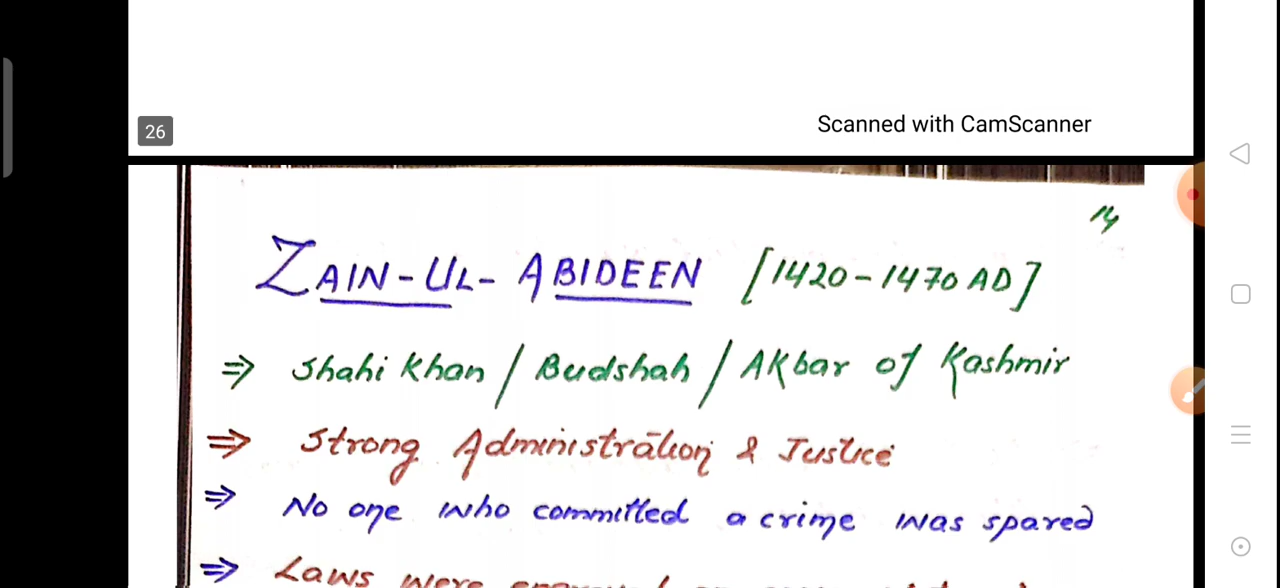 26
Scanned with CamScanner
14
ZAIN-UL-ABIDEEN [1420-1470 AD]
⇒ Shahi Khan / Budshah / Akbar of Kashmir
⇒ Strong Administration & Justice
⇒ No one who committed a crime was spared
⇒ Laws were